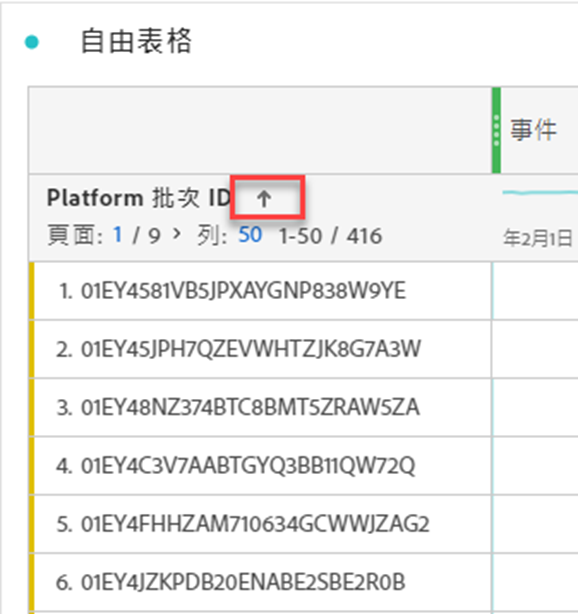 自由表格
事件
Platform 批次 ID ↑
頁面: 1 / 9 > 列: 50 1-50 / 416
年2月1日
1. 01EY4581VB5JPXAYGNP838W9YE
2. 01EY45JPH7QZEVWHTZJK8G7A3W
3. 01EY48NZ374BTC8BMT5ZRAW5ZA
4. 01EY4C3V7AABTGYQ3BB11QW72Q
5. 01EY4FHHZAM710634GCWWJZAG2
6. 01EY4JZKPDB20ENABE2SBE2R0B